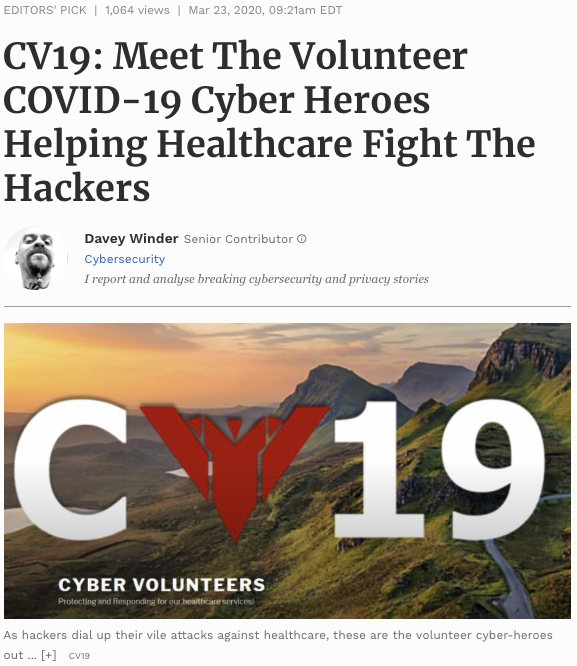 EDITORS' PICK | 1,064 views | Mar 23, 2020, 09:21am EDT
CV19: Meet The Volunteer
COVID-19 Cyber Heroes
Helping Healthcare Fight The
Hackers
Davey Winder Senior Contributor
Cybersecurity
I report and analyse breaking cybersecurity and privacy stories
CV19
CYBER VOLUNTEERS
Protecting and Responding for our healthcare services!
As hackers dial up their vile attacks against healthcare, these are the volunteer cyber-heroes
out ... [+] CV19